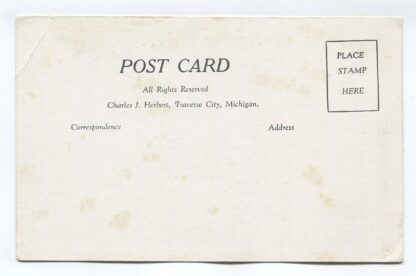 POST CARD
All Rights Reserved
Charles J. Herbert, Traverse City, Michigan.
Correspondence
Address
PLACE
STAMP
HERE